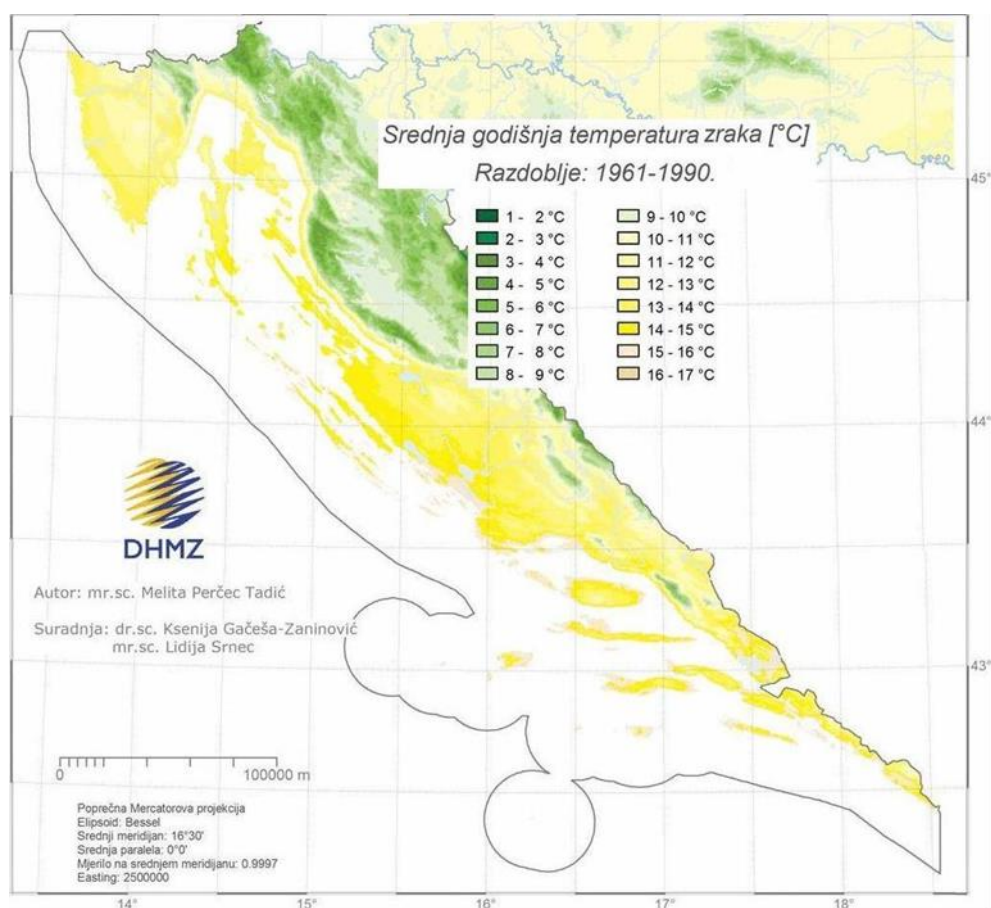 Srednja godišnja temperatura zraka [°C]
Razdoblje: 1961-1990.
1 - 2 °C
2 - 3 °C
3 - 4 °C
4 - 5 °C
5 - 6 °C
6 - 7 °C
7 - 8 °C
8 - 9 °C
9 - 10 °C
10 - 11 °C
11 - 12 °C
12 - 13 °C
13 - 14 °C
14 - 15 °C
15 - 16 °C
16 - 17 °C
45°
44°
43°
DHMZ
Autor: mr.sc. Melita Perčec Tadić
Suradnja: dr.sc. Ksenija Gačeša-Zaninović
mr.sc. Lidija Srnec
0 100000 m
Poprečna Mercatorova projekcija
Elipsoid: Bessel
Srednji meridijan: 16°30'
Srednja paralela: 0°0'
Mjerilo na srednjem meridijanu: 0.9997
Easting: 2500000
14° 15° 16° 17° 18°